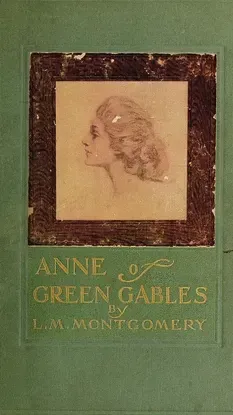 ANNE of
GREEN GABLES
BY
L.M. MONTGOMERY